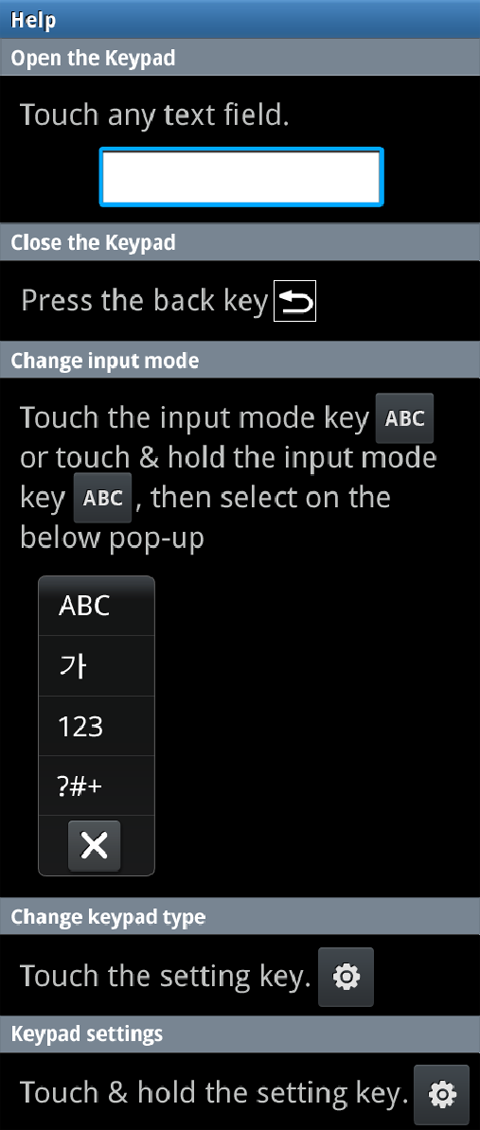 Help
Open the Keypad
Touch any text field.
Close the Keypad
Press the back key
Change input mode
Touch the input mode key ABC
or touch & hold the input mode
key ABC , then select on the
below pop-up
ABC
가
123
?#+
Change keypad type
Touch the setting key.
Keypad settings
Touch & hold the setting key.